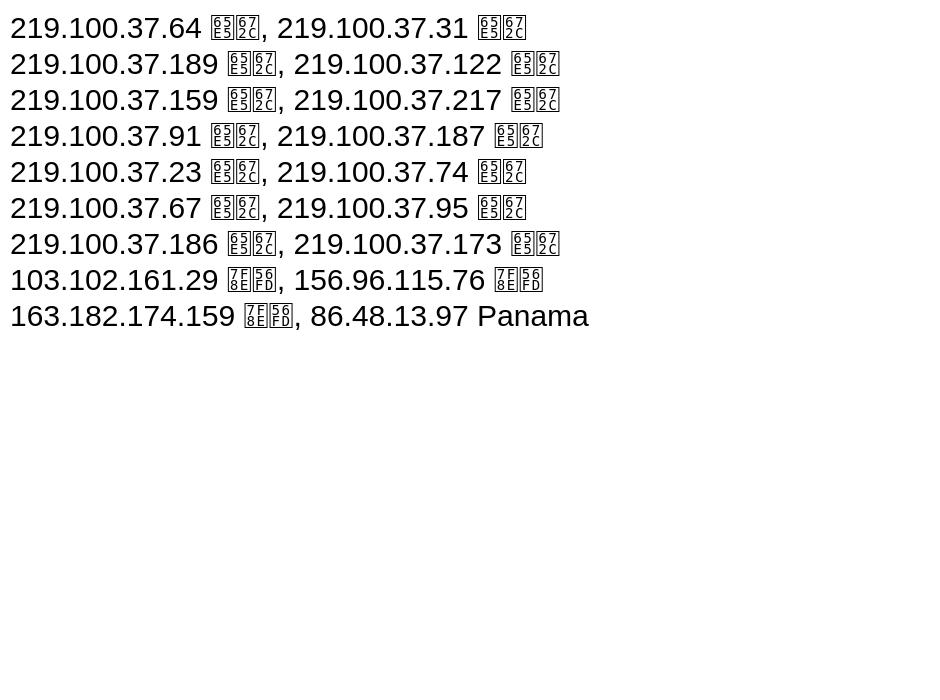 219.100.37.64 日本, 219.100.37.31 日本
219.100.37.189 日本, 219.100.37.122 日本
219.100.37.159 日本, 219.100.37.217 日本
219.100.37.91 日本, 219.100.37.187 日本
219.100.37.23 日本, 219.100.37.74 日本
219.100.37.67 日本, 219.100.37.95 日本
219.100.37.186 日本, 219.100.37.173 日本
103.102.161.29 美国, 156.96.115.76 美国
163.182.174.159 美国, 86.48.13.97 Panama